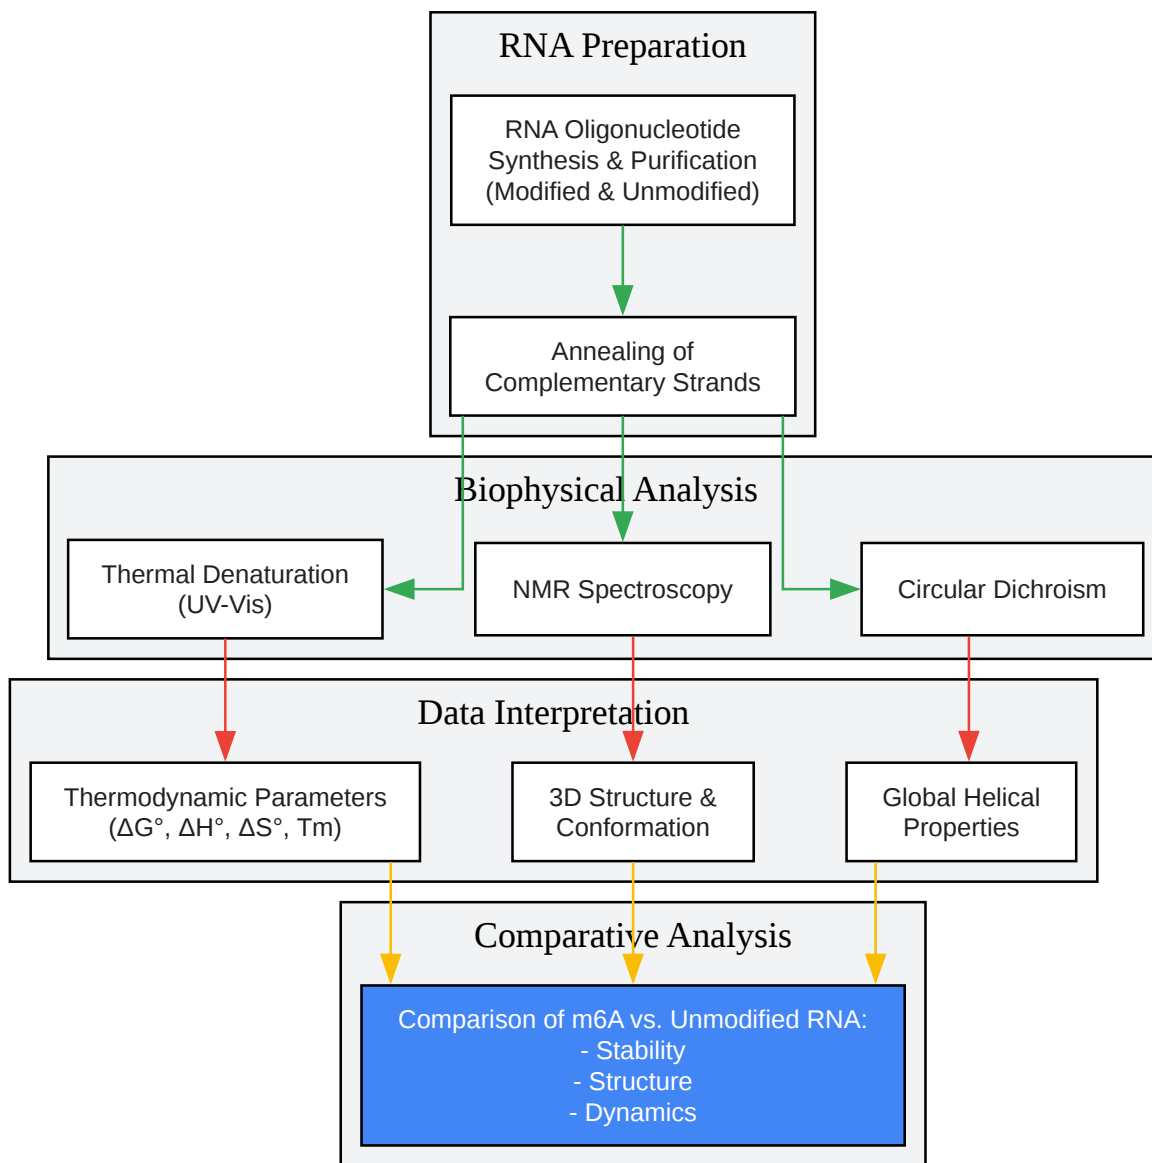 RNA Preparation
RNA Oligonucleotide
Synthesis & Purification
(Modified & Unmodified)
Annealing of
Complementary Strands
Biophysical Analysis
Thermal Denaturation
(UV-Vis)
NMR Spectroscopy
Circular Dichroism
Data Interpretation
Thermodynamic Parameters
(ΔG°, ΔH°, ΔS°, Tm)
3D Structure &
Conformation
Global Helical
Properties
Comparative Analysis
Comparison of m6A vs. Unmodified RNA:
- Stability
- Structure
- Dynamics